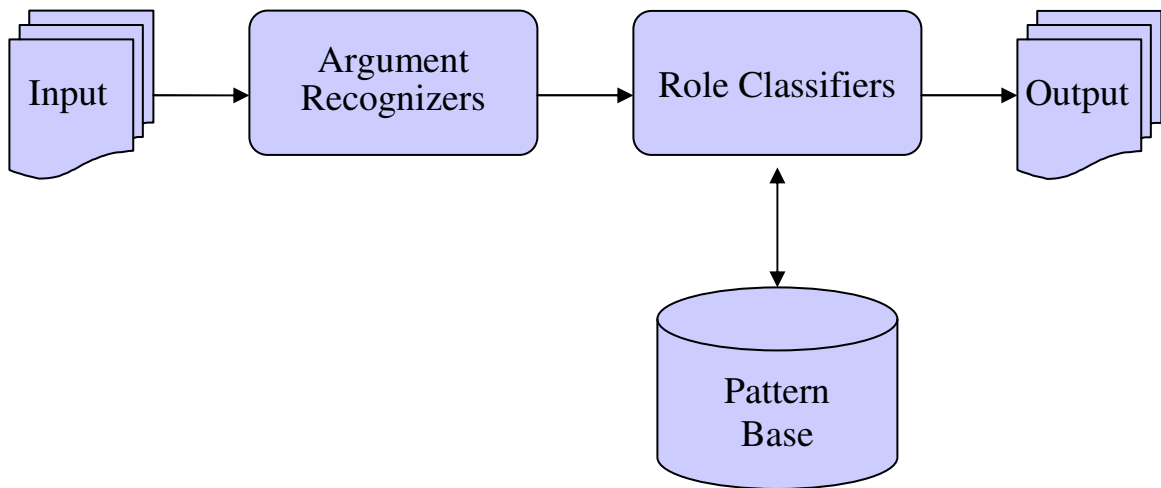 Input
Argument
Recognizers
Role Classifiers
Output
Pattern
Base